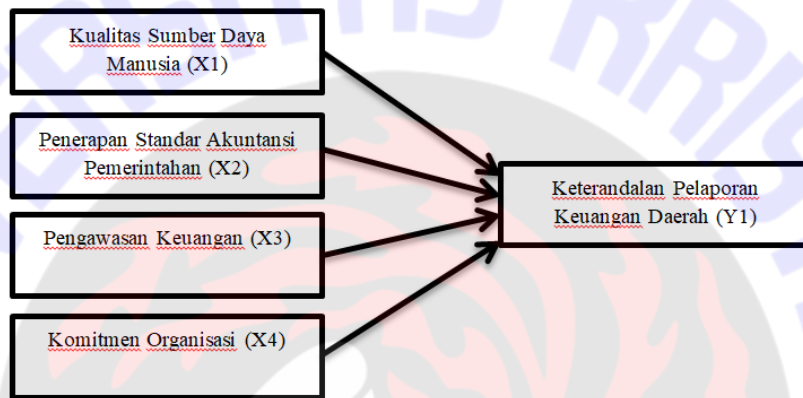 Kualitas Sumber Daya
Manusia (X1)
Penerapan Standar Akuntansi
Pemerintahan (X2)
Pengawasan Keuangan (X3)
Komitmen Organisasi (X4)
Keterandalan Pelaporan
Keuangan Daerah (Y1)